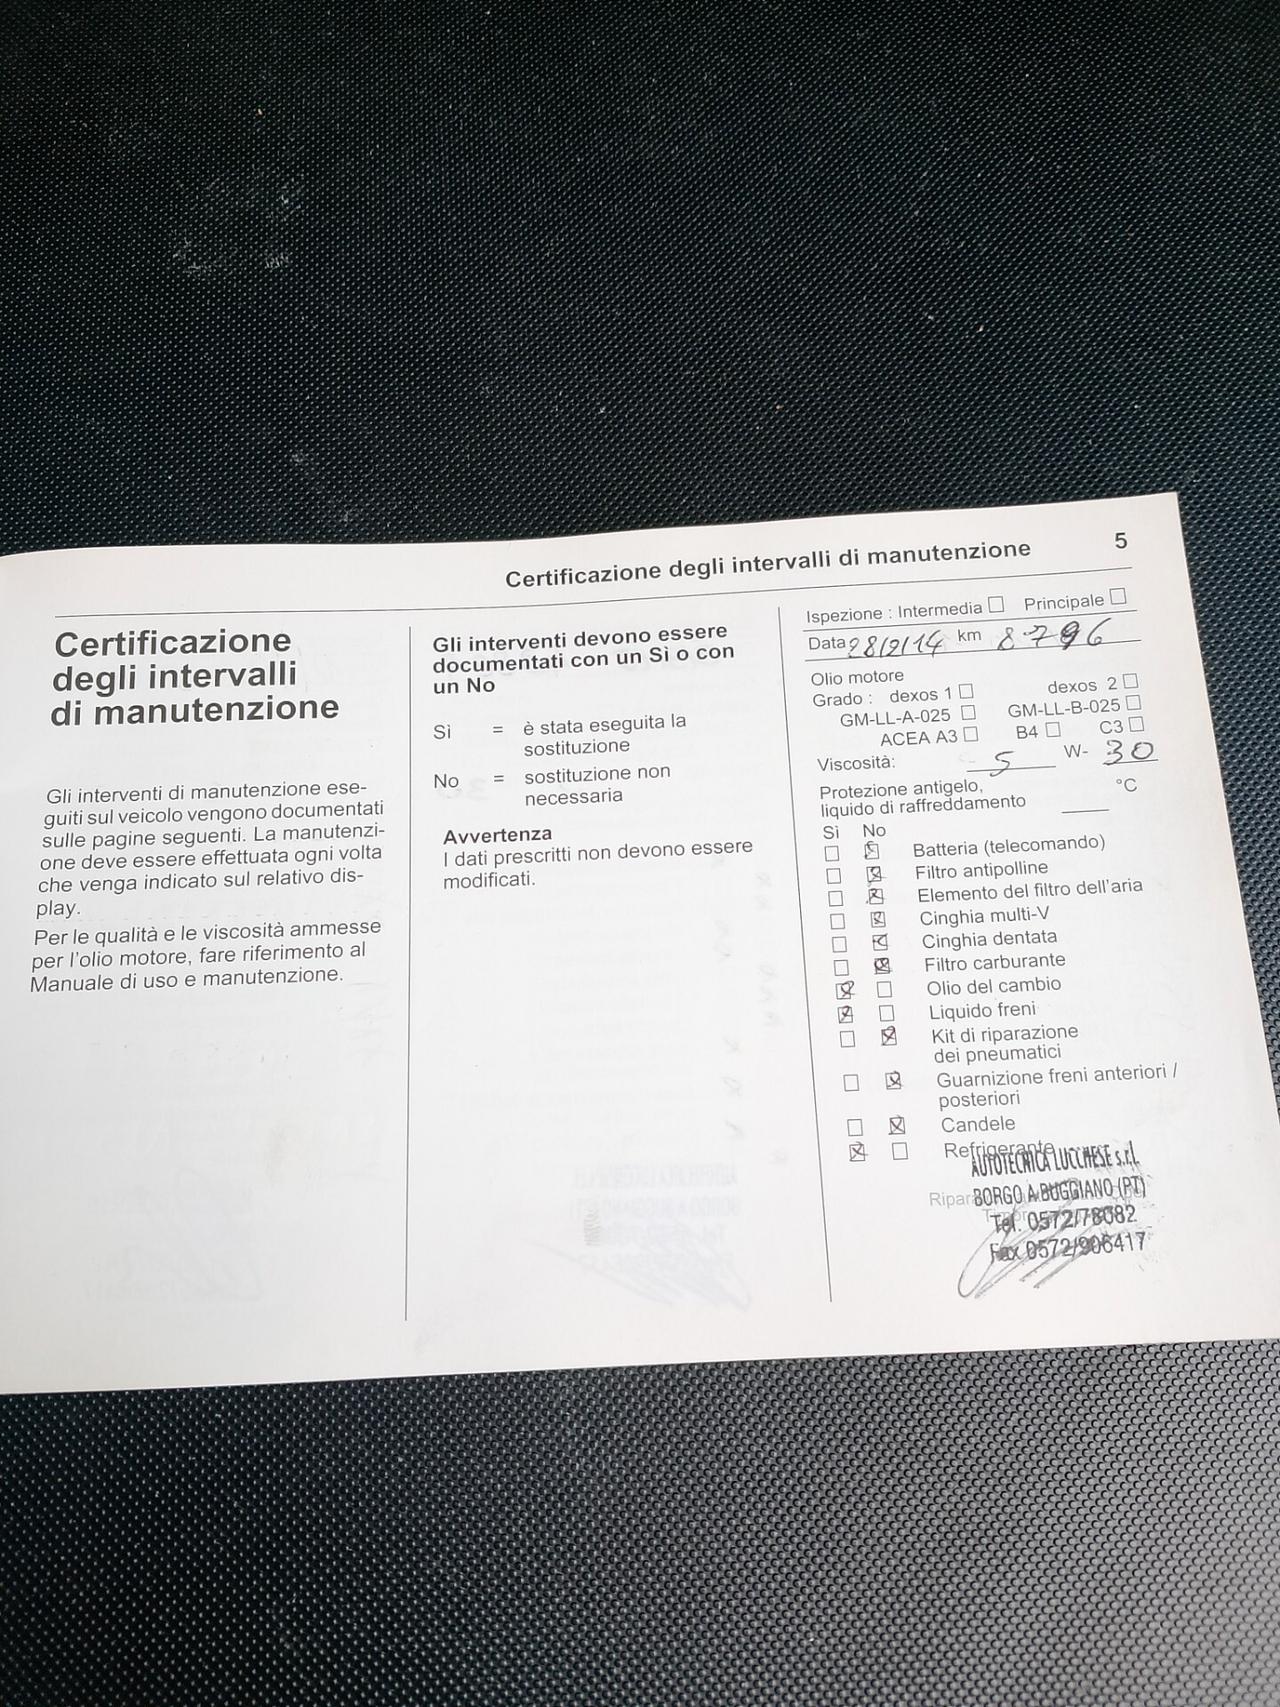 Certificazione degli intervalli di manutenzione 5
Certificazione
degli intervalli
di manutenzione
Gli interventi di manutenzione ese-
guiti sul veicolo vengono documentati
sulle pagine seguenti. La manutenzi-
one deve essere effettuata ogni volta
che venga indicato sul relativo dis-
play.
Per le qualità e le viscosità ammesse
per l'olio motore, fare riferimento al
Manuale di uso e manutenzione.
Gli interventi devono essere
documentati con un Sì o con
un No
Sì = è stata eseguita la
sostituzione
No = sostituzione non
necessaria
Avvertenza
I dati prescritti non devono essere
modificati.
Ispezione : Intermedia Principale
Data 28/2/14 km 8796
Olio motore
Grado : dexos 1 dexos 2
GM-LL-A-025 GM-LL-B-025
ACEA A3 B4 C3
Viscosità: 5 W- 30
Protezione antigelo,
liquido di raffreddamento °C
Sì No
Batteria (telecomando)
Filtro antipolline
Elemento del filtro dell'aria
Cinghia multi-V
Cinghia dentata
Filtro carburante
Olio del cambio
Liquido freni
Kit di riparazione
dei pneumatici
Guarnizione freni anteriori /
posteriori
Candele
Refrigerante
AUTOTECNICA LUCCHESE s.r.l.
BORGO A BUGGIANO (PT)
Tel. 0572/78082
Fax 0572/906417